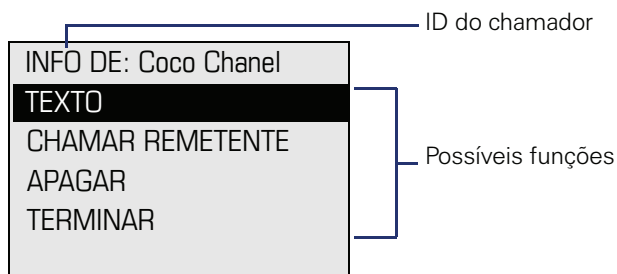 ID do chamador
INFO DE: Coco Chanel
TEXTO
CHAMAR REMETENTE
APAGAR
TERMINAR
Possíveis funções